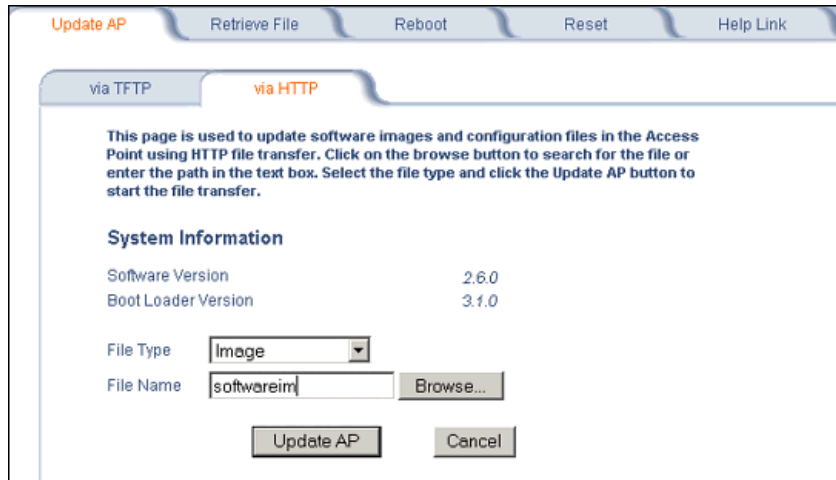 Update AP Retrieve File Reboot Reset Help Link
via TFTP via HTTP
This page is used to update software images and configuration files in the Access
Point using HTTP file transfer. Click on the browse button to search for the file or
enter the path in the text box. Select the file type and click the Update AP button to
start the file transfer.
System Information
Software Version 2.6.0
Boot Loader Version 3.1.0
File Type Image
File Name softwareim Browse...
Update AP Cancel